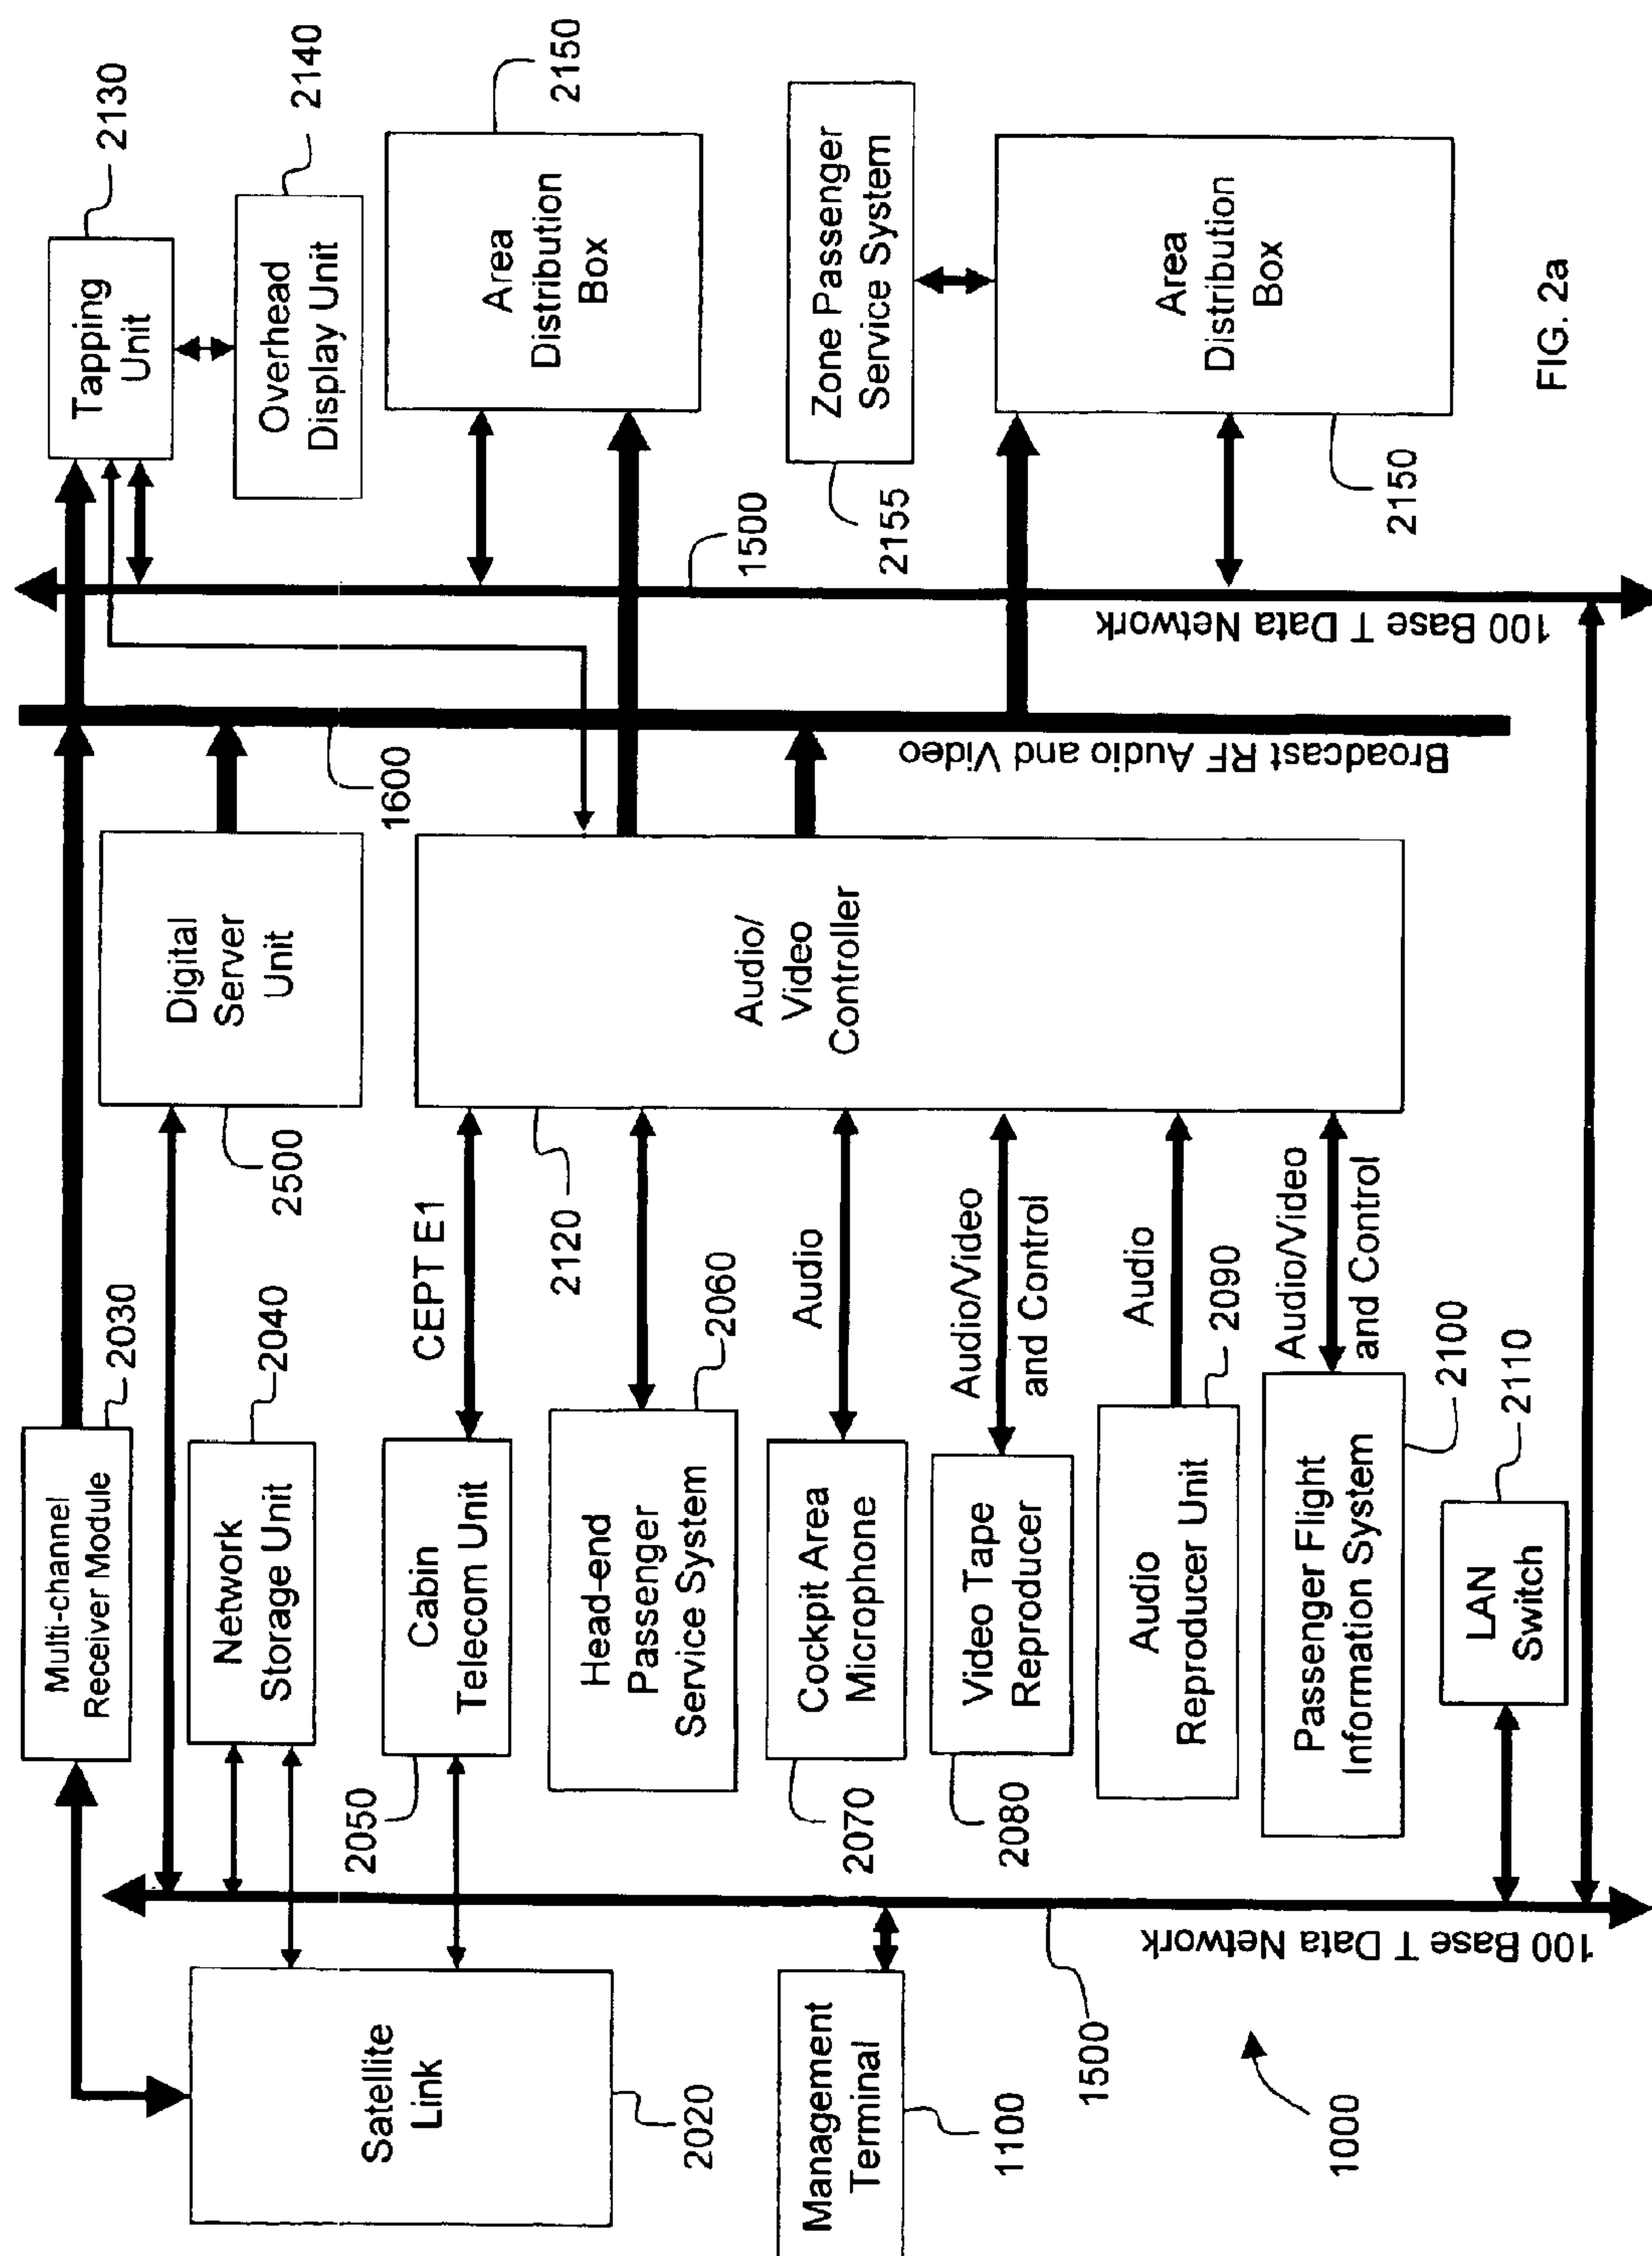 Multi-channel
Receiver Module
2030
Network
Storage Unit
2040
Satellite
Link
2020
Cabin
Telecom Unit
2050
CEPT E1
Head-end
Passenger
Service System
2060
Cockpit Area
Microphone
2070
Audio
Video Tape
Reproducer
2080
Audio/Video
and Control
Audio
Reproducer Unit
2090
Audio
Passenger Flight
Information System
2100
Audio/Video
and Control
LAN
Switch
2110
Management
Terminal
1100
1500
100 Base T Data Network
1000
Digital
Server
Unit
2500
Audio/
Video
Controller
2120
1600
Broadcast RF Audio and Video
1500
100 Base T Data Network
Tapping
Unit
2130
Overhead
Display Unit
2140
Area
Distribution
Box
2150
Zone Passenger
Service System
2155
Area
Distribution
Box
2150
FIG. 2a